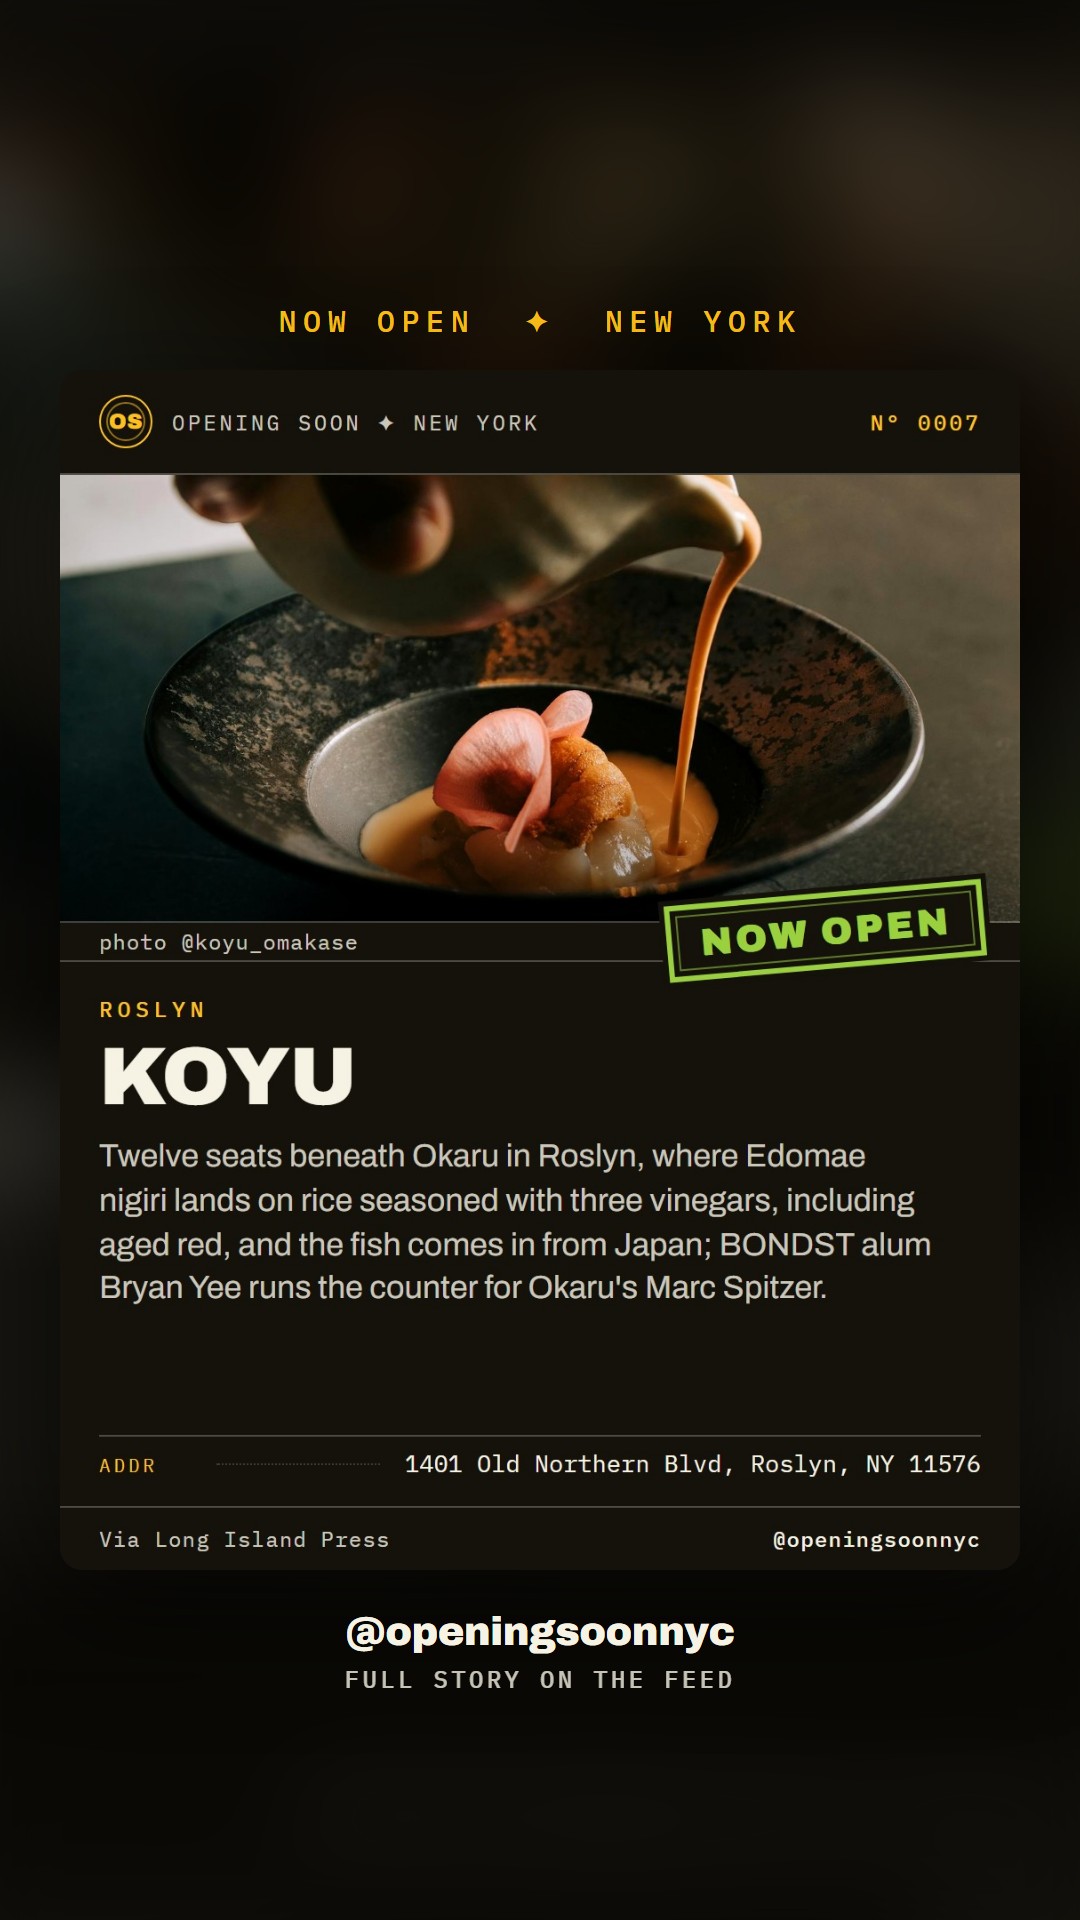 NOW OPEN ✦ NEW YORK
OS OPENING SOON ✦ NEW YORK N° 0007
photo @koyu_omakase
NOW OPEN
ROSLYN
KOYU
Twelve seats beneath Okaru in Roslyn, where Edomae
nigiri lands on rice seasoned with three vinegars, including
aged red, and the fish comes in from Japan; BONDST alum
Bryan Yee runs the counter for Okaru's Marc Spitzer.
ADDR 1401 Old Northern Blvd, Roslyn, NY 11576
Via Long Island Press @openingsoonnyc
@openingsoonnyc
FULL STORY ON THE FEED